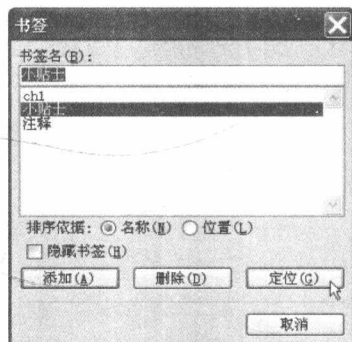 书签
书签名(B)：
小贴士
ch1
小贴士
注释
排序依据： 名称(N) 位置(L)
隐藏书签(H)
添加(A) 删除(D) 定位(G)
取消